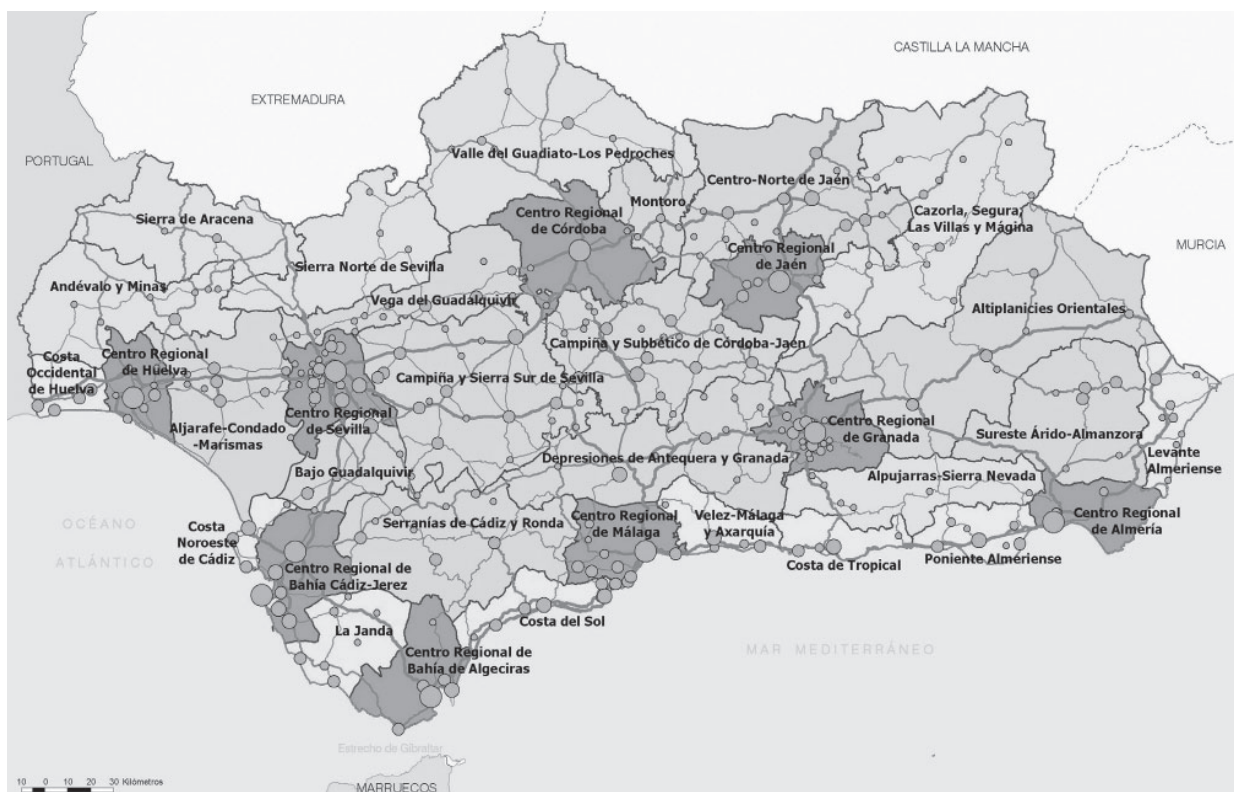 CASTILLA LA MANCHA
EXTREMADURA
PORTUGAL
Valle del Guadiato-Los Pedroches
Centro-Norte de Jaén
Montoro
Cazorla, Segura,
Las Villas y Mágina
Sierra de Aracena
Centro Regional
de Córdoba
MURCIA
Centro Regional
de Jaén
Sierra Norte de Sevilla
Andévalo y Minas
Vega del Guadalquivir
Altiplanicies Orientales
Campiña y Subbético de Córdoba-Jaén
Centro Regional de
Huelva
Costa
Occidental
de Huelva
Campiña y Sierra Sur de Sevilla
Centro Regional
de Sevilla
Centro Regional
de Granada
Aljarafe-Condado
-Marismas
Sureste Árido-Almanzora
Levante
Almeriense
Depresiones de Antequera y Granada
Bajo Guadalquivir
Alpujarras-Sierra Nevada
OCÉANO
ATLÁNTICO
Costa
Noroeste
de Cádiz
Serranías de Cádiz y Ronda
Centro Regional
de Málaga
Velez-Málaga
y Axarquía
Centro Regional
de Almería
Poniente Almériense
Costa de Tropical
Centro Regional de
Bahía Cádiz-Jerez
Costa del Sol
La Janda
Centro Regional de
Bahía de Algeciras
MAR MEDITERRÁNEO
Estrecho de Gibraltar
10 0 10 20 30 Kilómetros
MARRUECOS